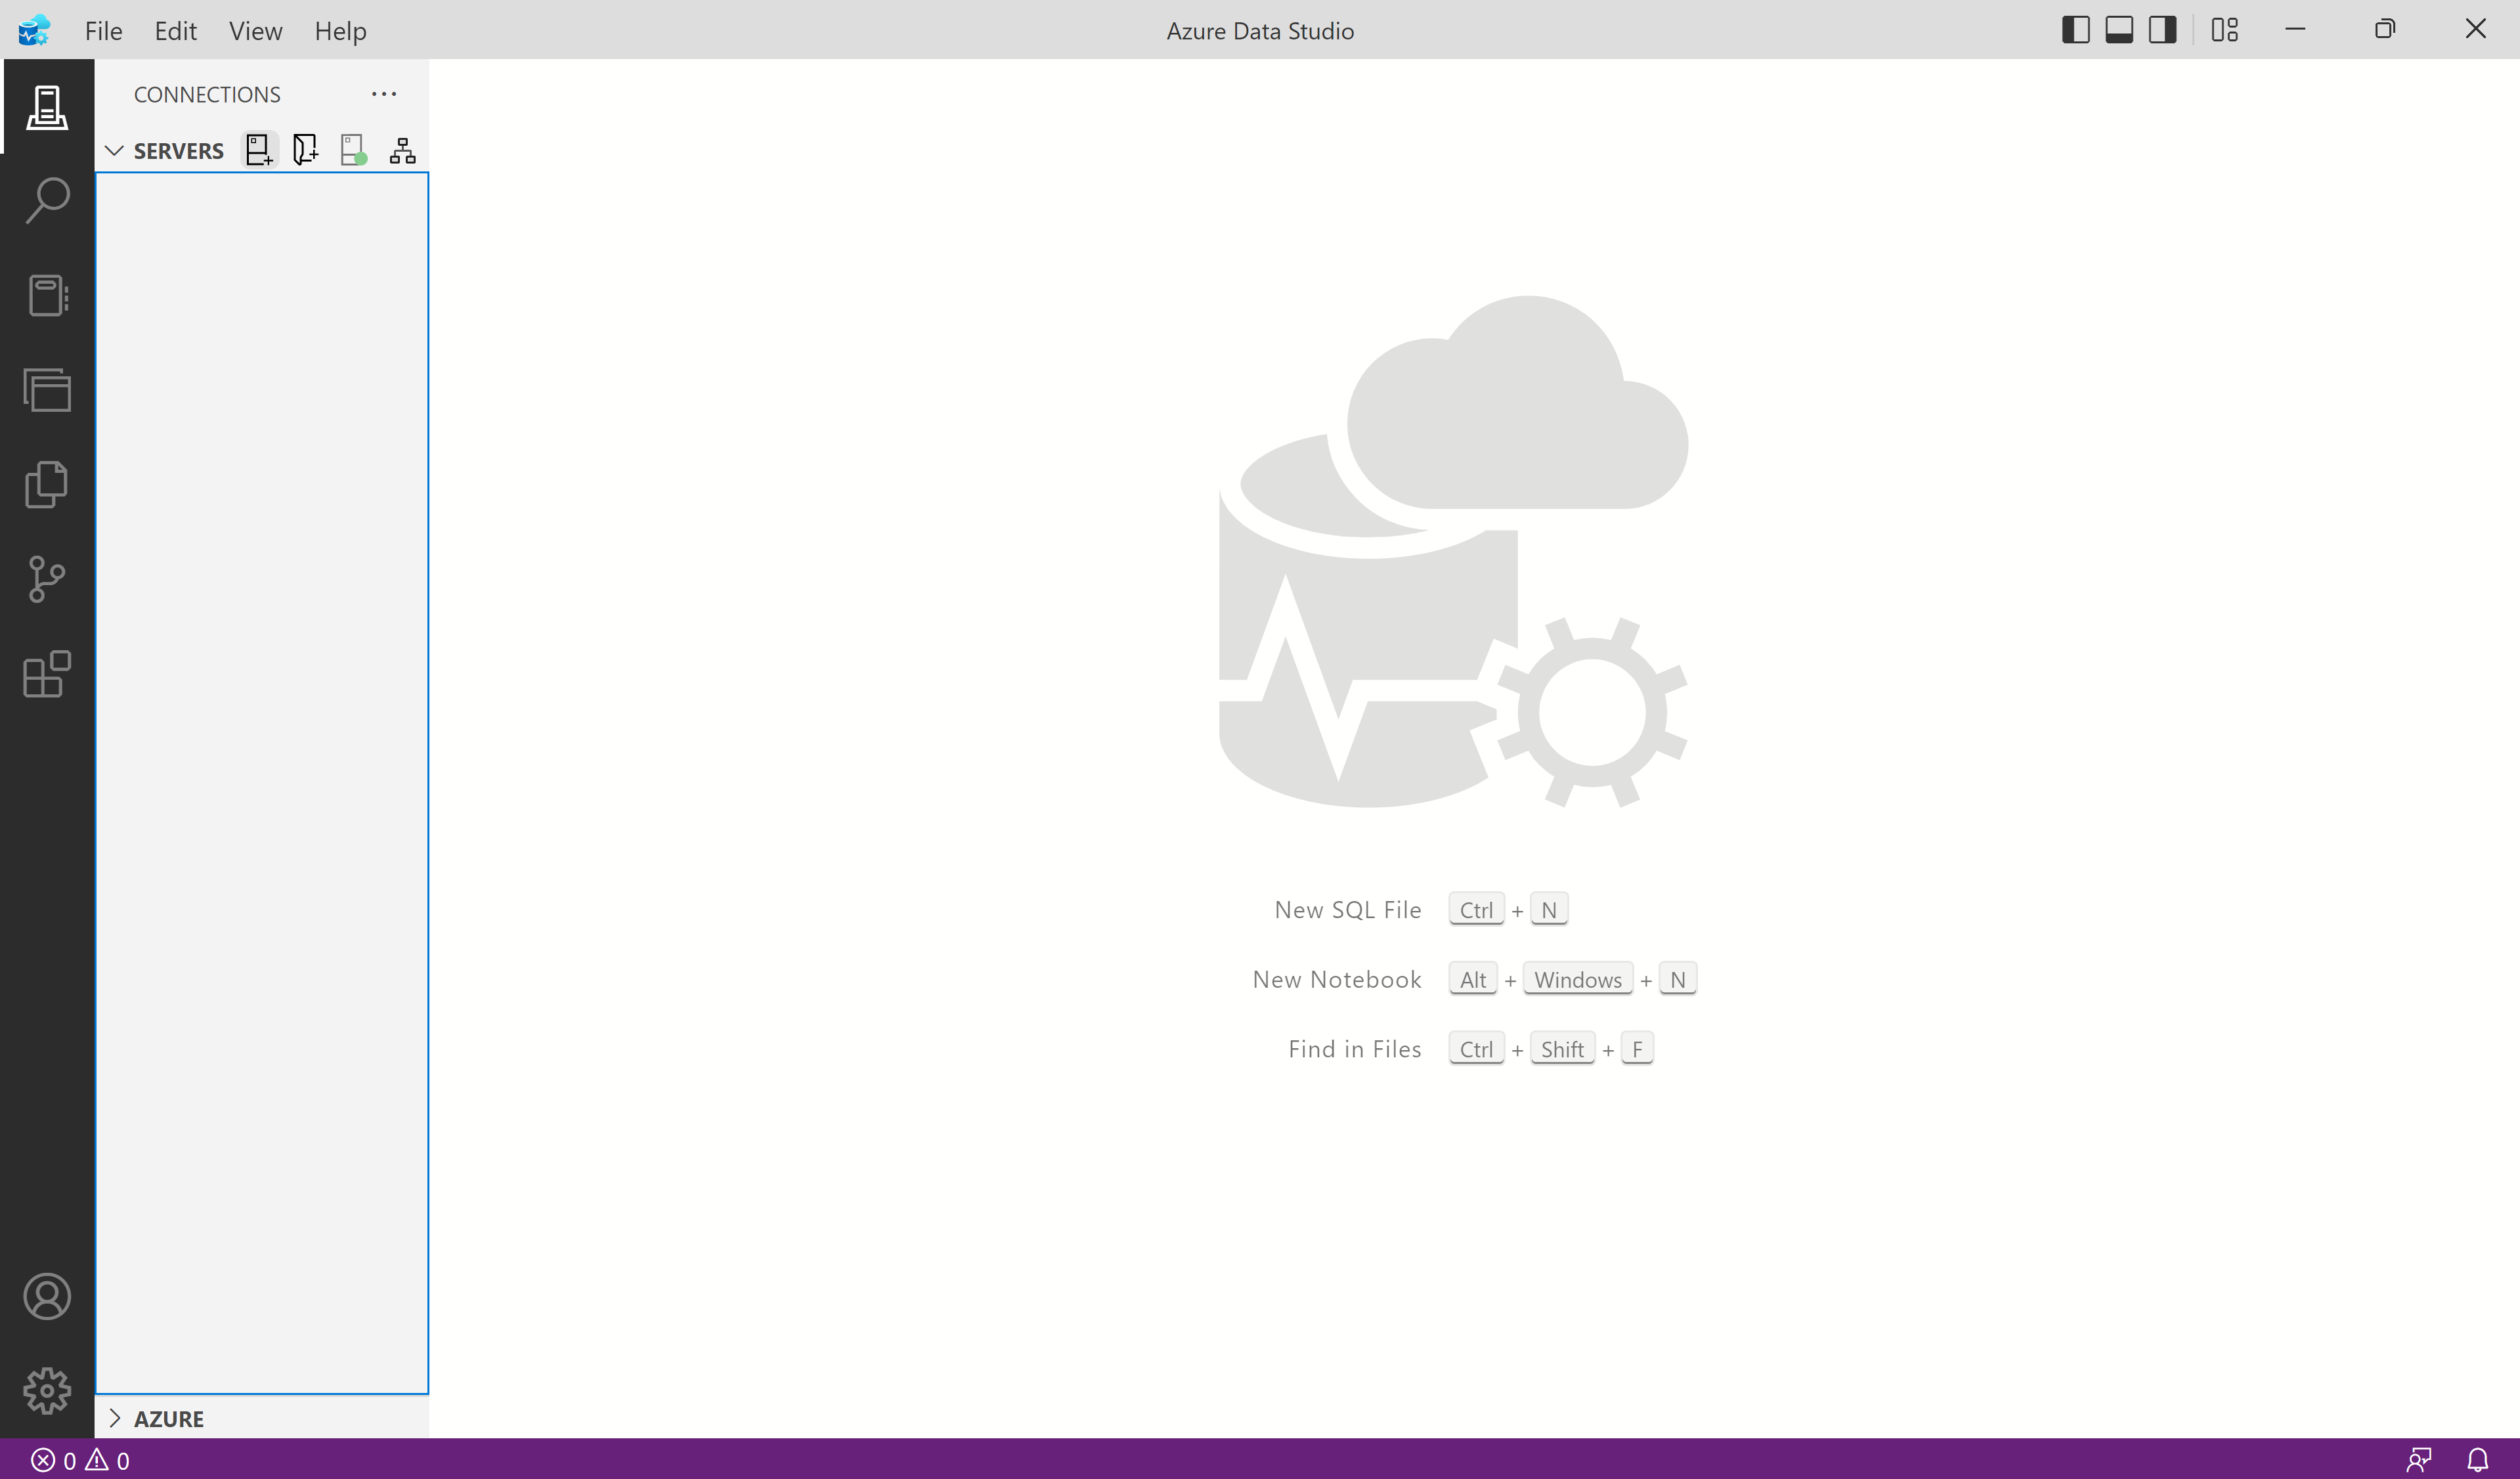 File Edit View Help
Azure Data Studio
CONNECTIONS
SERVERS
New SQL File Ctrl + N
New Notebook Alt + Windows + N
Find in Files Ctrl + Shift + F
AZURE
0 0